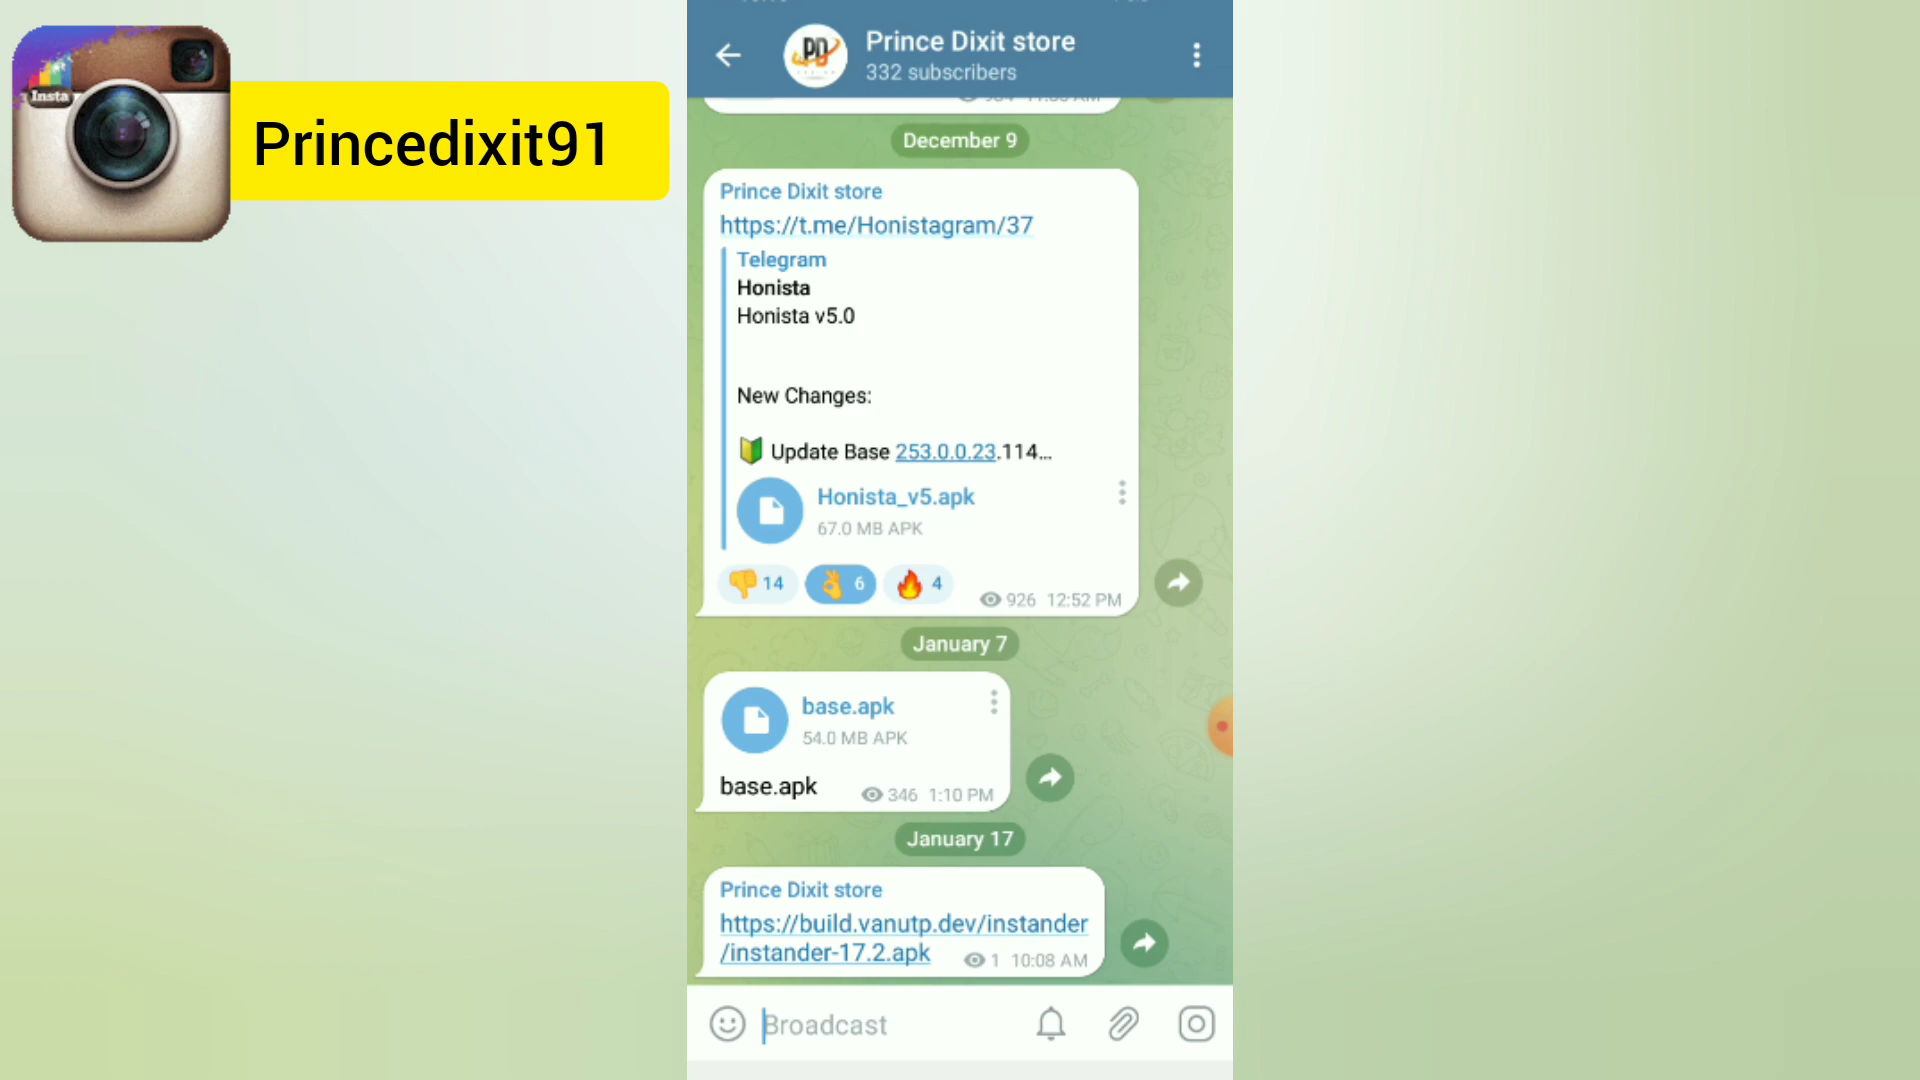 Insta
Princedixit91
Prince Dixit store
332 subscribers
December 9
Prince Dixit store
https://t.me/Honistagram/37
Telegram
Honista
Honista v5.0
New Changes:
🔰 Update Base 253.0.0.23.114...
Honista_v5.apk
67.0 MB APK
👎 14 👌 6 🔥 4
926 12:52 PM
January 7
base.apk
54.0 MB APK
base.apk 346 1:10 PM
January 17
Prince Dixit store
https://build.vanutp.dev/instander
/instander-17.2.apk 1 10:08 AM
Broadcast